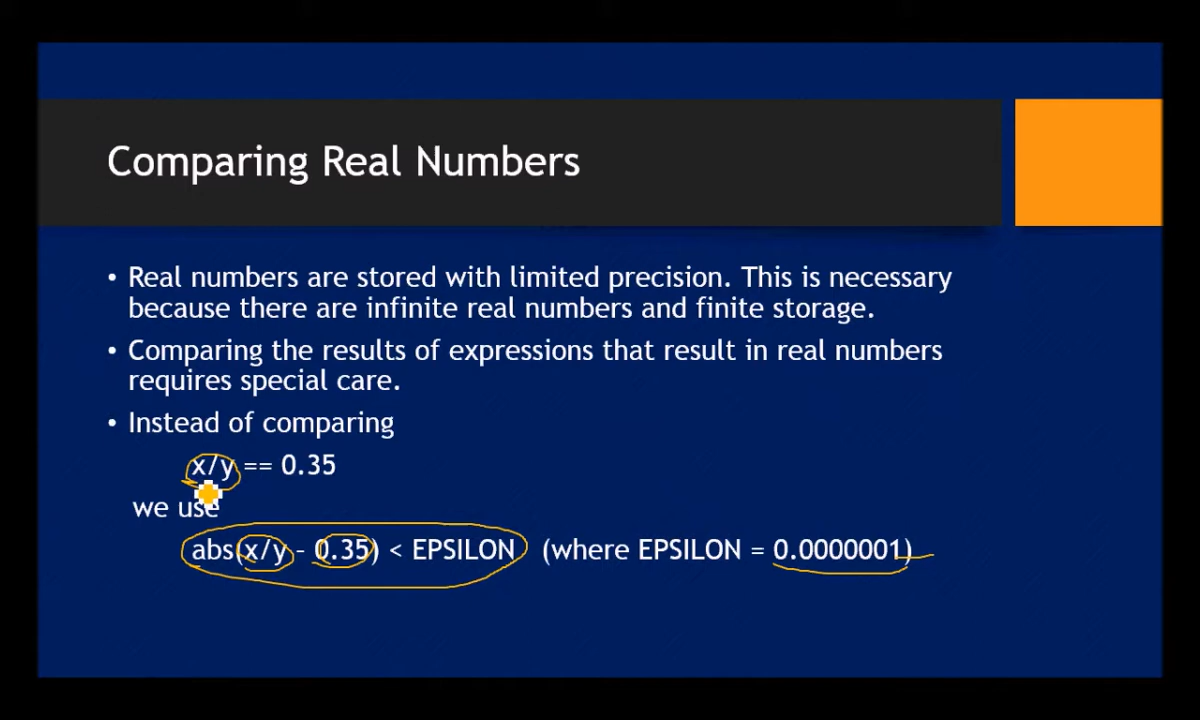 Comparing Real Numbers
• Real numbers are stored with limited precision. This is necessary
because there are infinite real numbers and finite storage.
• Comparing the results of expressions that result in real numbers
requires special care.
• Instead of comparing
x/y == 0.35
we use
abs(x/y - 0.35) < EPSILON (where EPSILON = 0.0000001)